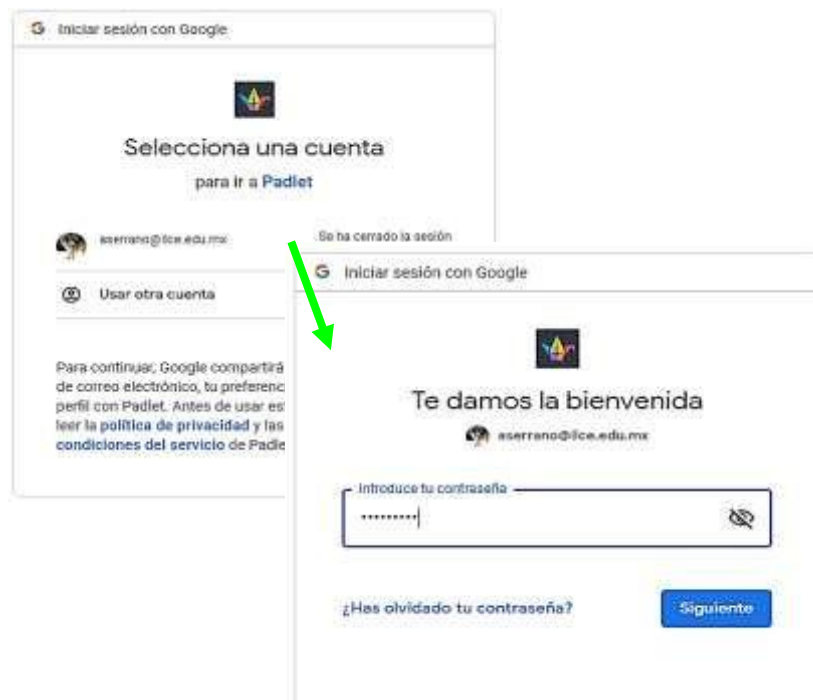 Iniciar sesión con Google
Selecciona una cuenta
para ir a Padlet
aserrano@ilce.edu.mx
Se ha cerrado la sesión
Usar otra cuenta
Para continuar, Google compartirá
de correo electrónico, tu preferenc
perfil con Padlet. Antes de usar es
leer la política de privacidad y las
condiciones del servicio de Padle
Iniciar sesión con Google
Te damos la bienvenida
aserrano@ilce.edu.mx
Introduce tu contraseña
¿Has olvidado tu contraseña?
Siguiente